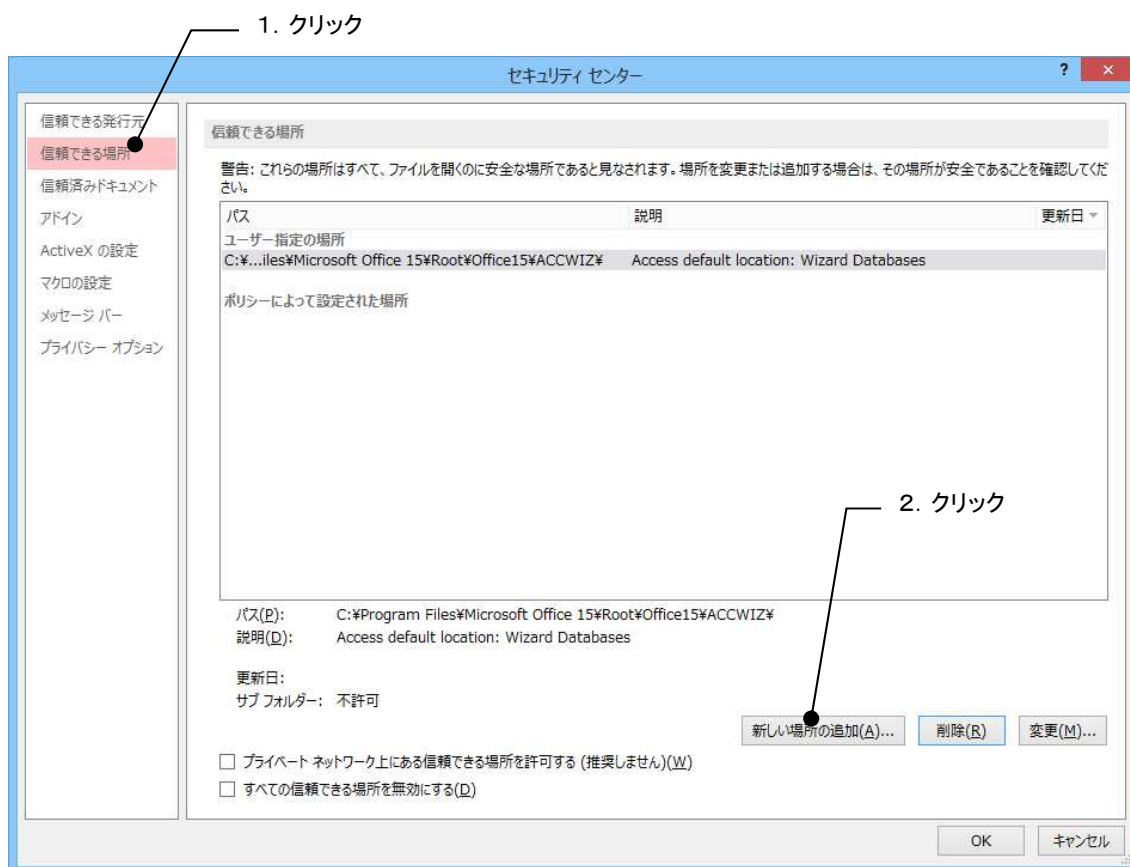 1．クリック
セキュリティ センター
?
×
信頼できる発行元
信頼できる場所
信頼済みドキュメント
アドイン
ActiveX の設定
マクロの設定
メッセージ バー
プライバシー オプション
信頼できる場所
警告: これらの場所はすべて、ファイルを開くのに安全な場所であると見なされます。場所を変更または追加する場合は、その場所が安全であることを確認してくだ
さい。
パス 説明 更新日
ユーザー指定の場所
C:¥...iles¥Microsoft Office 15¥Root¥Office15¥ACCWIZ¥ Access default location: Wizard Databases
ポリシーによって設定された場所
2．クリック
パス(P): C:¥Program Files¥Microsoft Office 15¥Root¥Office15¥ACCWIZ¥
説明(D): Access default location: Wizard Databases
更新日:
サブ フォルダー: 不許可
新しい場所の追加(A)... 削除(R) 変更(M)...
プライベート ネットワーク上にある信頼できる場所を許可する (推奨しません)(W)
すべての信頼できる場所を無効にする(D)
OK キャンセル